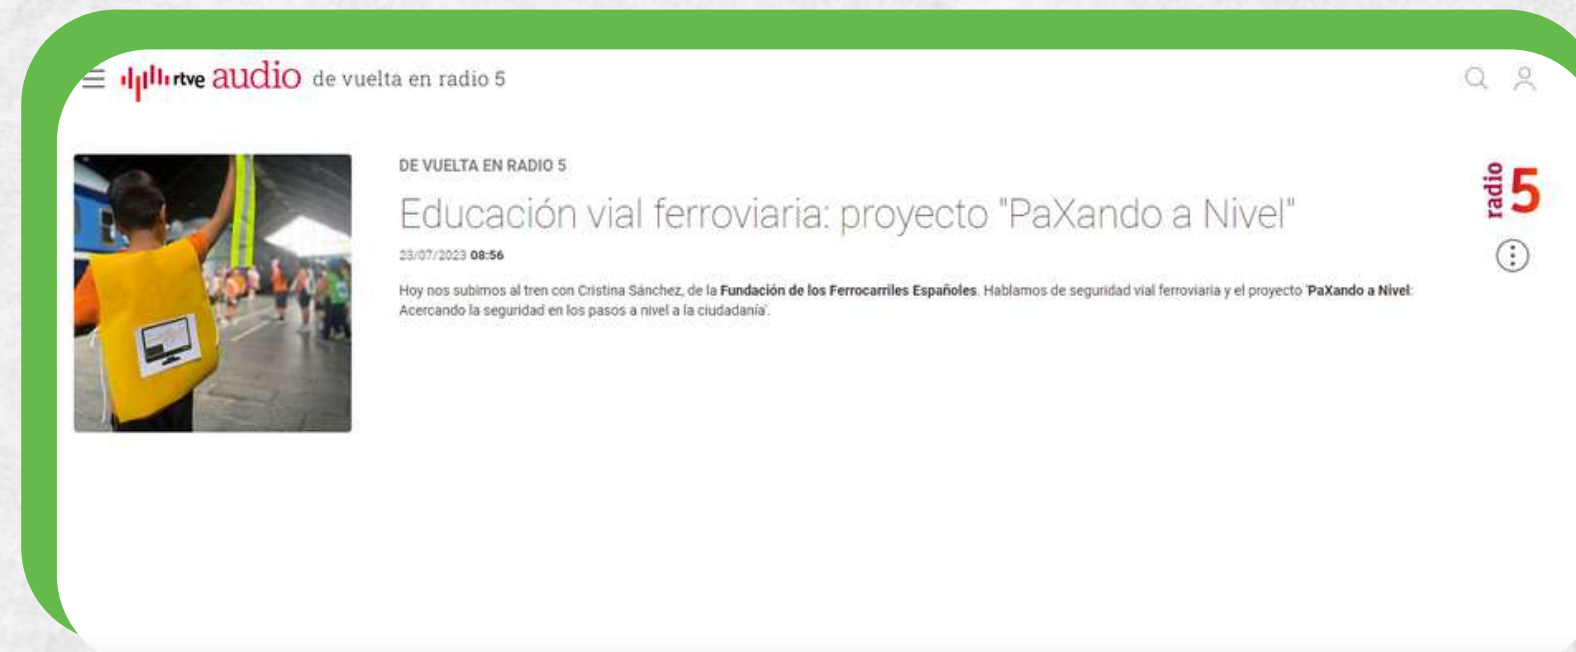 rtve audio de vuelta en radio 5
DE VUELTA EN RADIO 5
Educación vial ferroviaria: proyecto "PaXando a Nivel"
23/07/2023 08:56
Hoy nos subimos al tren con Cristina Sánchez, de la Fundación de los Ferrocarriles Españoles. Hablamos de seguridad vial ferroviaria y el proyecto 'PaXando a Nivel:
Acercando la seguridad en los pasos a nivel a la ciudadanía'.
radio 5